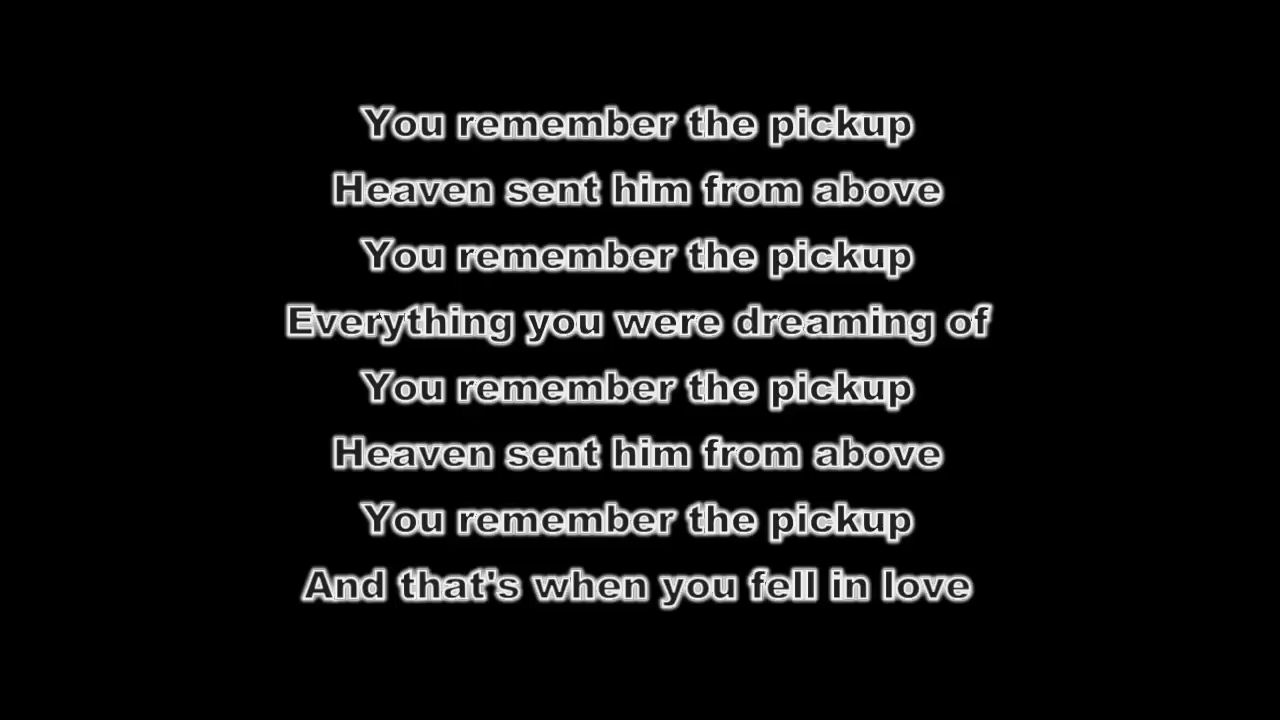 You remember the pickup
Heaven sent him from above
You remember the pickup
Everything you were dreaming of
You remember the pickup
Heaven sent him from above
You remember the pickup
And that's when you fell in love